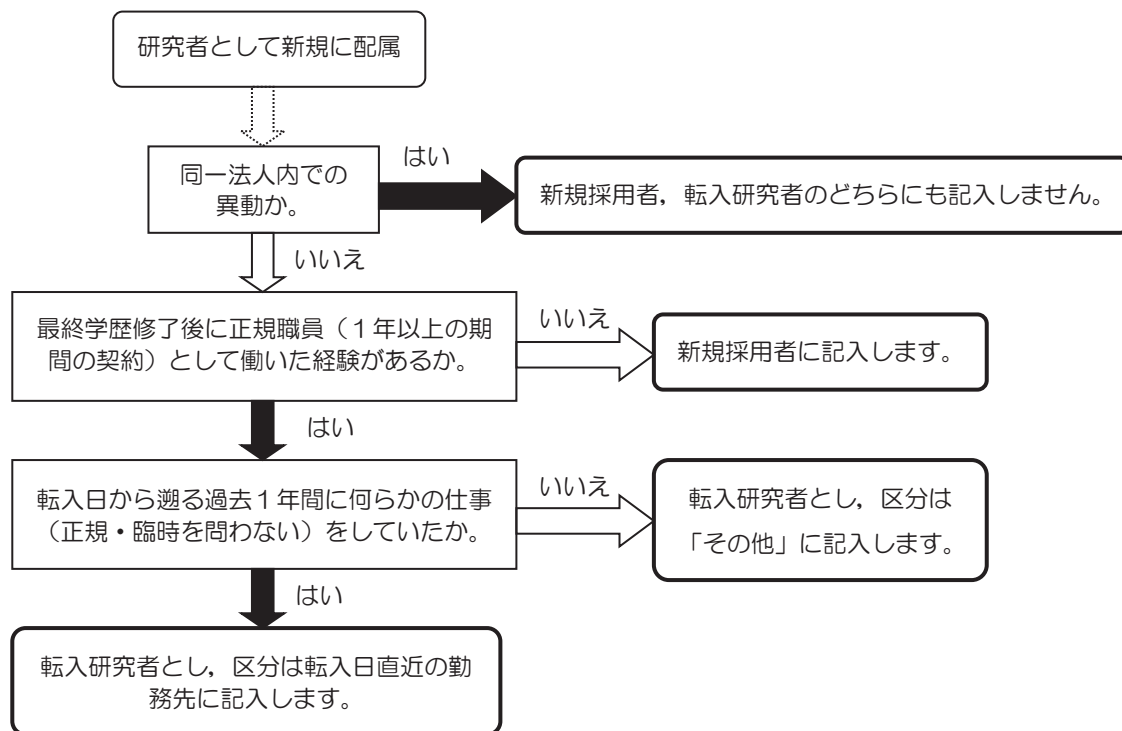 研究者として新規に配属
同一法人内での
異動か。
はい
新規採用者，転入研究者のどちらにも記入しません。
いいえ
最終学歴修了後に正規職員（１年以上の期
間の契約）として働いた経験があるか。
いいえ
新規採用者に記入します。
はい
転入日から遡る過去１年間に何らかの仕事
（正規・臨時を問わない）をしていたか。
いいえ
転入研究者とし，区分は
「その他」に記入します。
はい
転入研究者とし，区分は転入日直近の勤
務先に記入します。